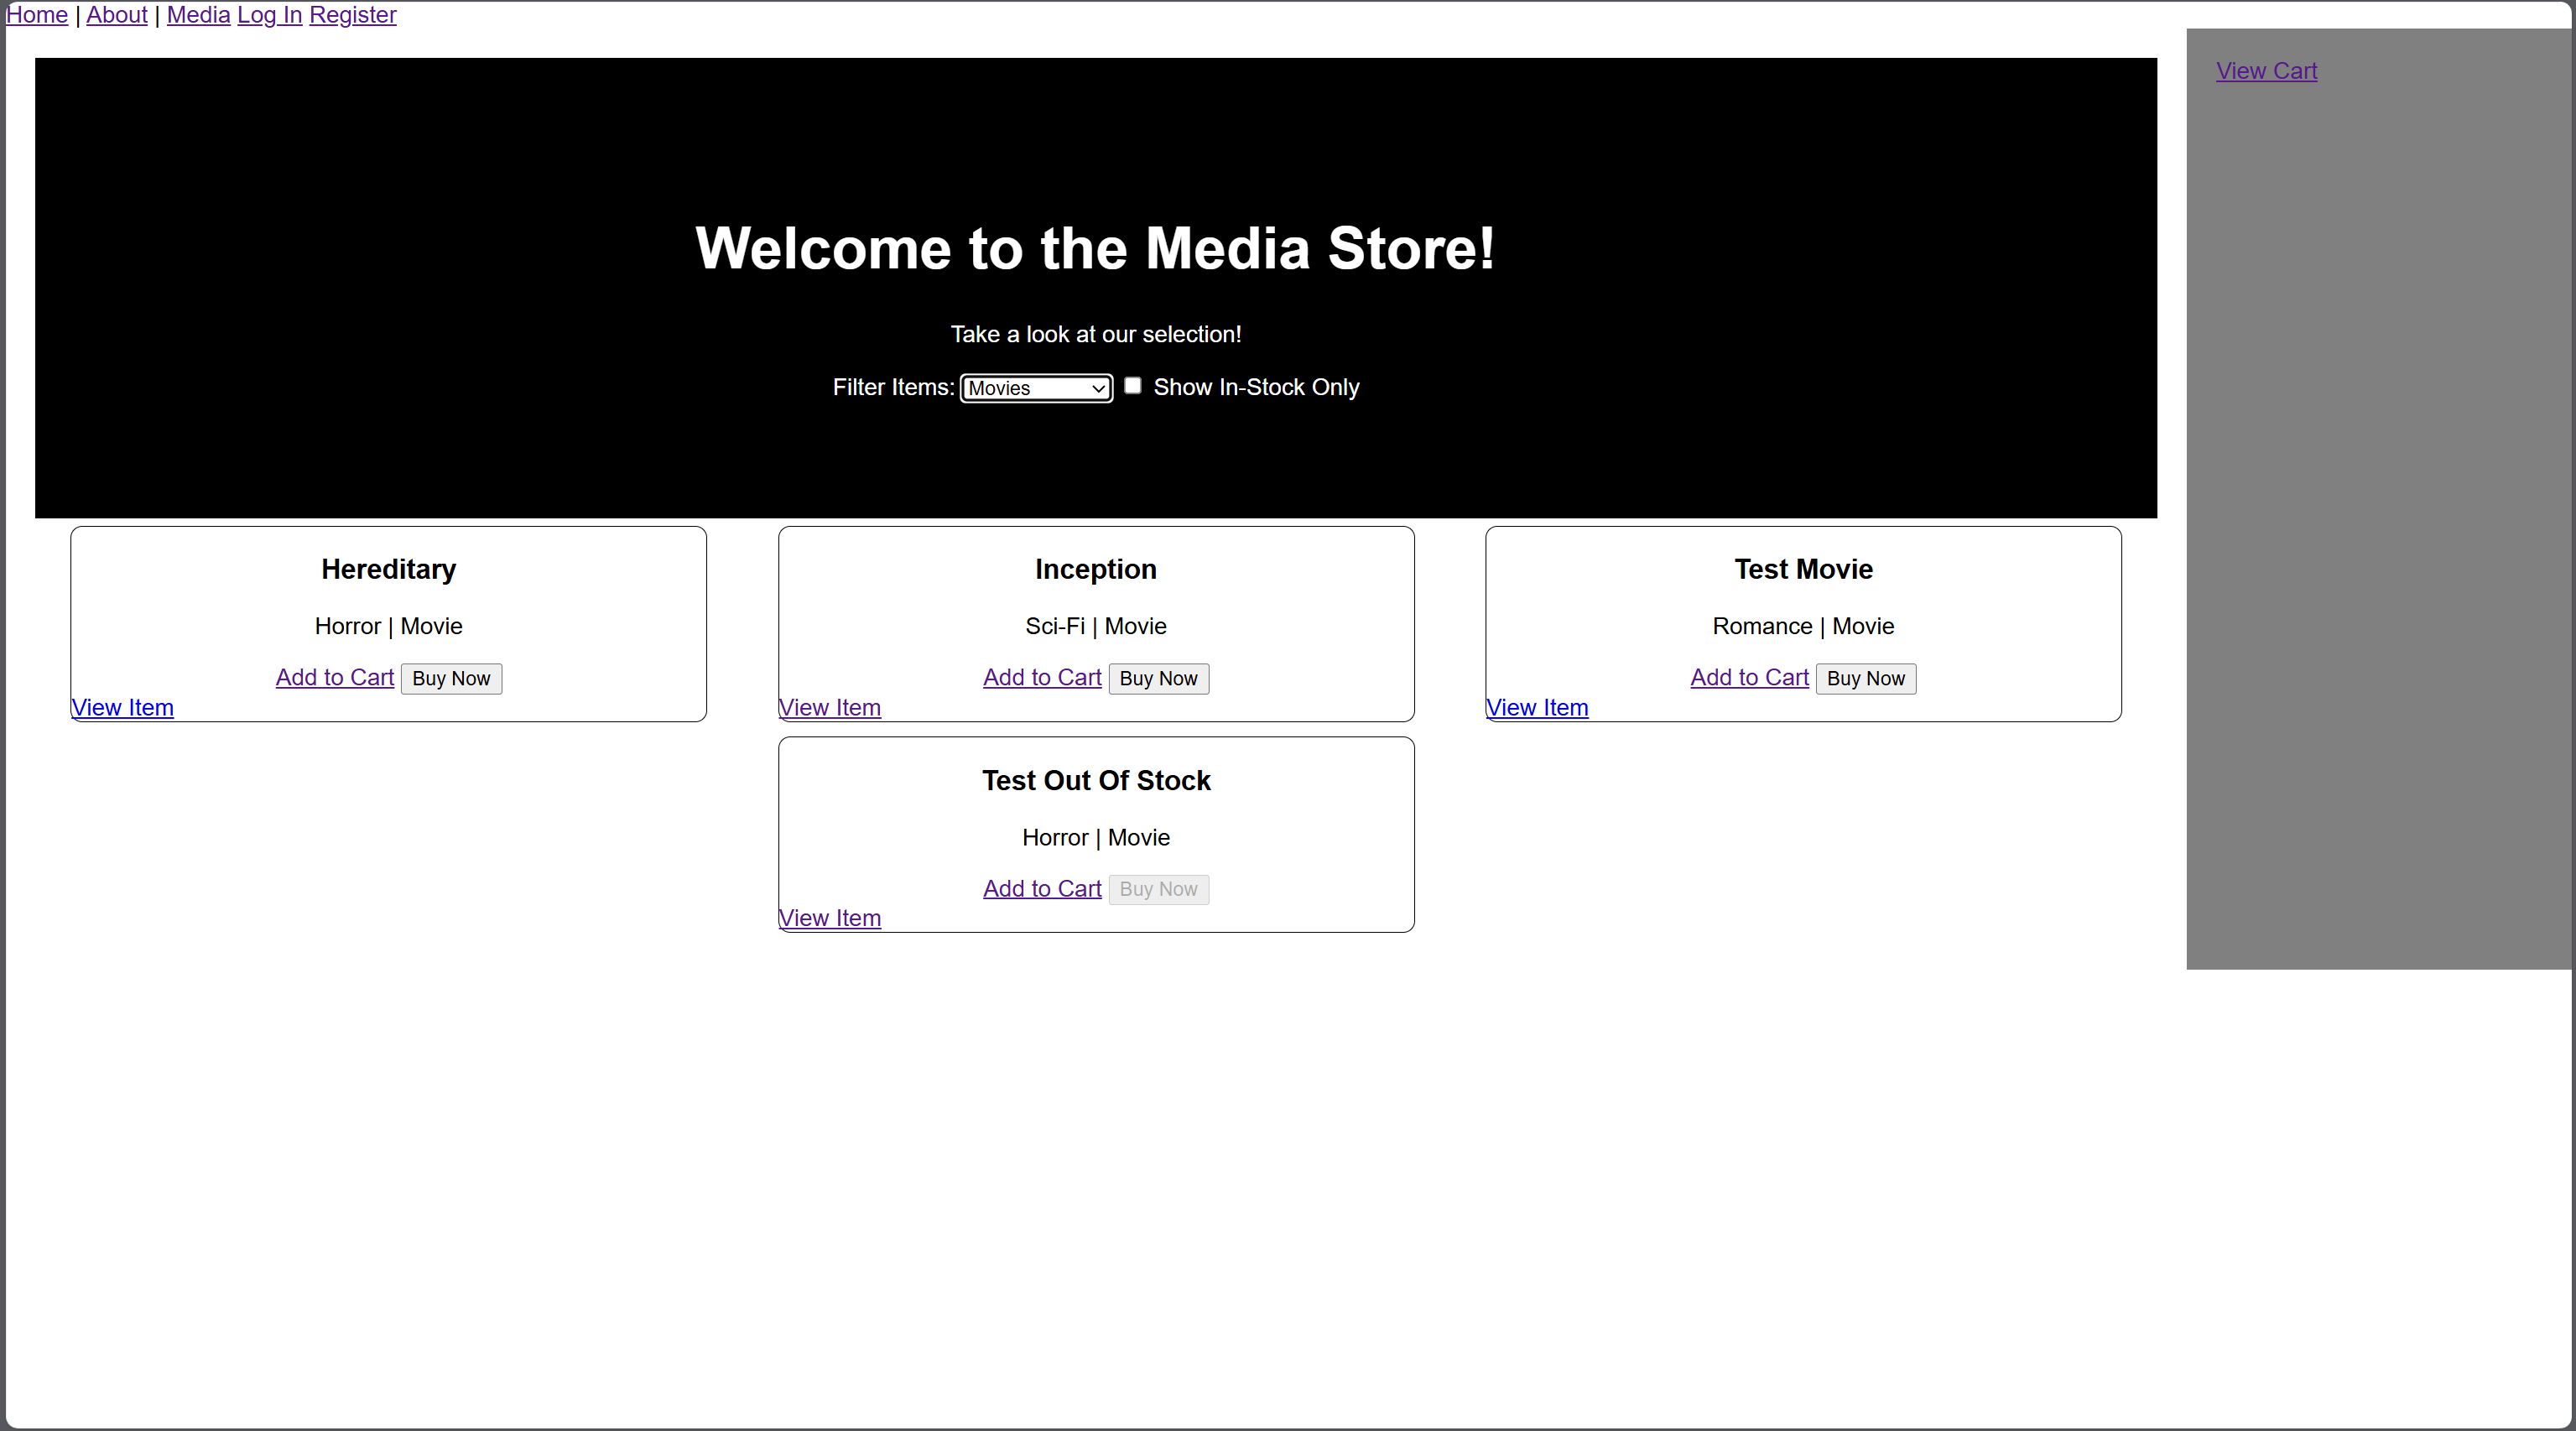 Home | About | Media Log In Register
View Cart
Welcome to the Media Store!
Take a look at our selection!
Filter Items: Movies Show In-Stock Only
Hereditary
Horror | Movie
Add to Cart Buy Now
View Item
Inception
Sci-Fi | Movie
Add to Cart Buy Now
View Item
Test Movie
Romance | Movie
Add to Cart Buy Now
View Item
Test Out Of Stock
Horror | Movie
Add to Cart Buy Now
View Item